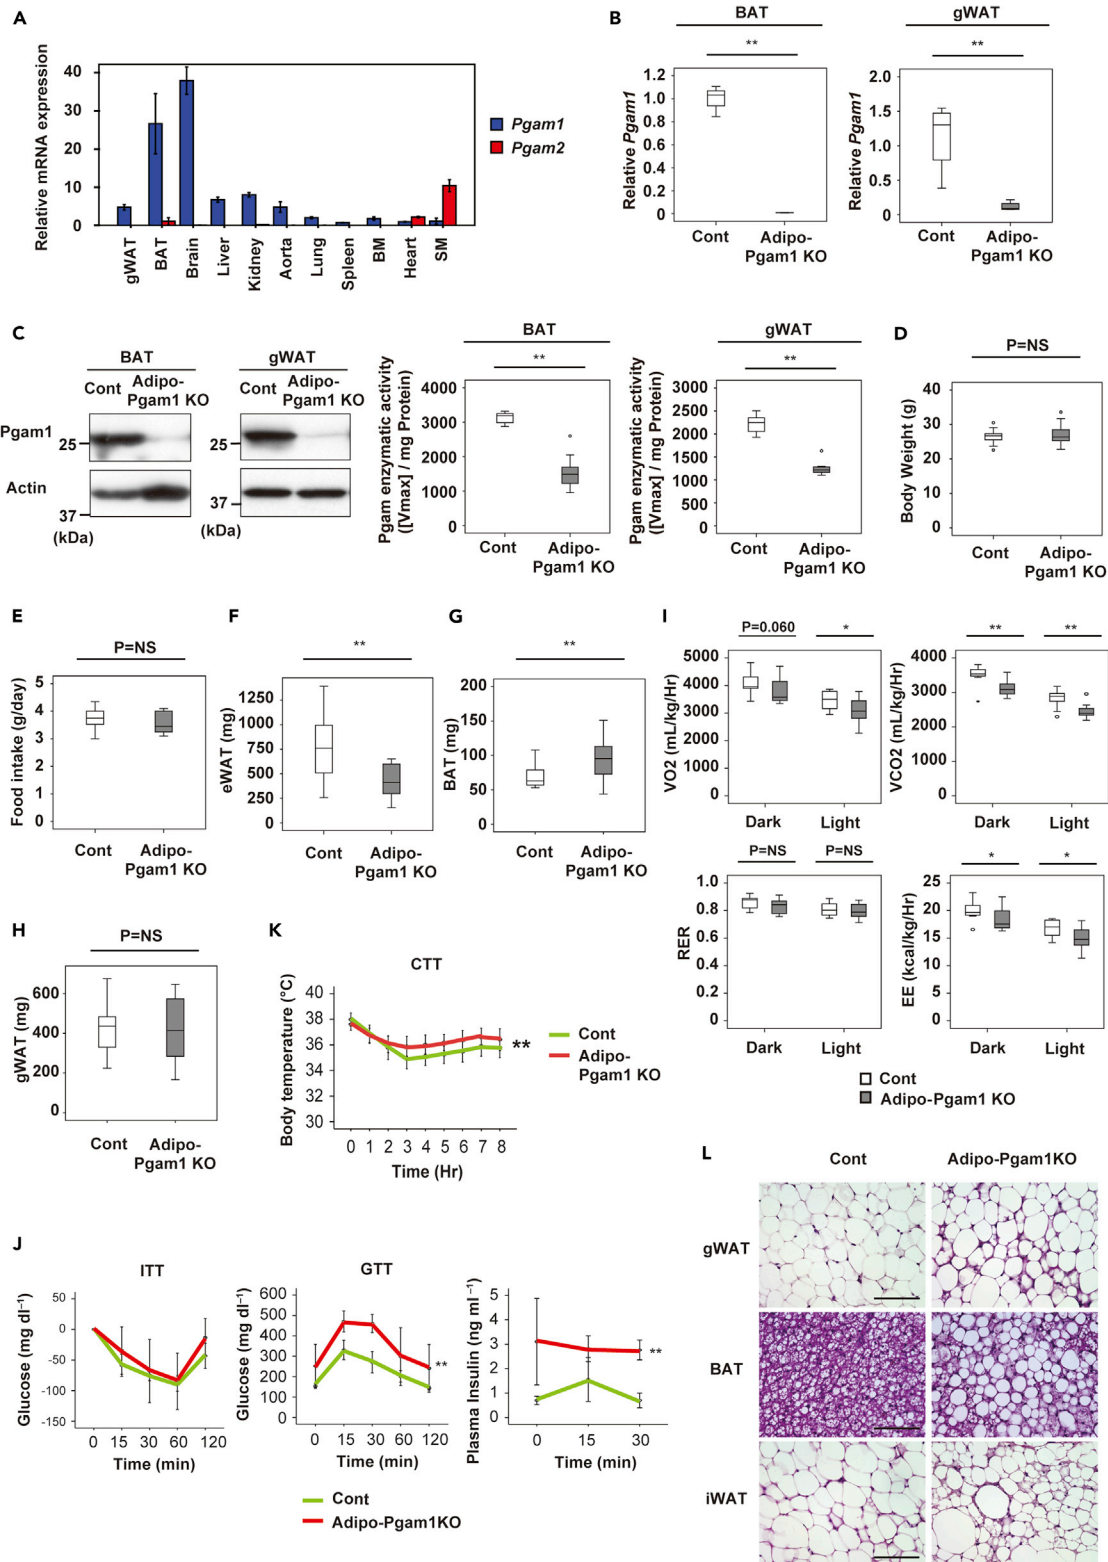 A
Relative mRNA expression
40
30
20
10
0
gWAT
BAT
Brain
Liver
Kidney
Aorta
Lung
Spleen
BM
Heart
SM
Pgam1
Pgam2
B
BAT
**
Relative Pgam1
1.2
1.0
0.8
0.6
0.4
0.2
0
Cont
Adipo-
Pgam1 KO
gWAT
**
Relative Pgam1
2.0
1.5
1.0
0.5
0
Cont
Adipo-
Pgam1 KO
C
BAT
Cont
Adipo-
Pgam1 KO
gWAT
Cont
Adipo-
Pgam1 KO
Pgam1
25
25
Actin
37
37
(kDa)
(kDa)
BAT
**
Pgam enzymatic activity
([Vmax] / mg Protein)
4000
3000
2000
1000
0
Cont
Adipo-
Pgam1 KO
gWAT
**
Pgam enzymatic activity
([Vmax] / mg Protein)
3000
2500
2000
1500
1000
500
0
Cont
Adipo-
Pgam1 KO
D
P=NS
Body Weight (g)
40
30
20
10
0
Cont
Adipo-
Pgam1 KO
E
P=NS
Food intake (g/day)
5
4
3
2
1
0
Cont
Adipo-
Pgam1 KO
F
**
eWAT (mg)
1250
1000
750
500
250
0
Cont
Adipo-
Pgam1 KO
G
**
BAT (mg)
200
150
100
50
0
Cont
Adipo-
Pgam1 KO
H
P=NS
gWAT (mg)
600
400
200
0
Cont
Adipo-
Pgam1 KO
I
P=0.060
*
VO2 (mL/kg/Hr)
5000
4000
3000
2000
1000
0
Dark
Light
**
**
VCO2 (mL/kg/Hr)
4000
3000
2000
1000
0
Dark
Light
P=NS
P=NS
RER
1.0
0.8
0.6
0.4
0.2
0
Dark
Light
*
*
EE (kcal/kg/Hr)
25
20
15
10
5
0
Dark
Light
Cont
Adipo-Pgam1 KO
K
CTT
Body temperature (°C)
40
38
36
34
32
30
0 1 2 3 4 5 6 7 8
Time (Hr)
Cont
Adipo-
Pgam1 KO
**
J
ITT
Glucose (mg dl⁻¹)
50
0
-50
-100
-150
0 15 30 60 120
Time (min)
GTT
Glucose (mg dl⁻¹)
600
500
400
300
200
100
0
**
0 15 30 60 120
Time (min)
Plasma Insulin (ng ml⁻¹)
5
4
3
2
1
0
**
0 15 30
Time (min)
Cont
Adipo-Pgam1KO
L
Cont
Adipo-Pgam1KO
gWAT
BAT
iWAT